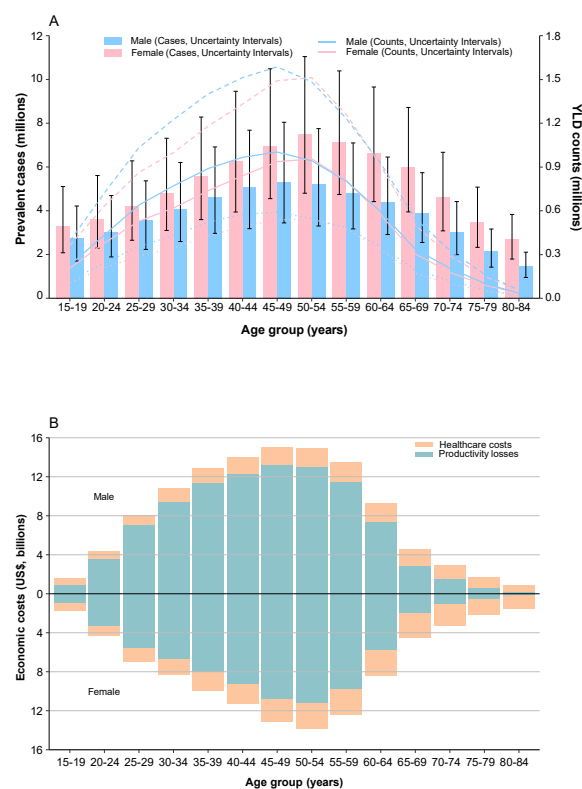 A
Male (Cases, Uncertainty Intervals)
Female (Cases, Uncertainty Intervals)
Male (Counts, Uncertainty Intervals)
Female (Counts, Uncertainty Intervals)
Prevalent cases (millions)
12
10
8
6
4
2
0
YLD counts (millions)
1.8
1.5
1.2
0.9
0.6
0.3
0.0
15-19 20-24 25-29 30-34 35-39 40-44 45-49 50-54 55-59 60-64 65-69 70-74 75-79 80-84
Age group (years)
B
Healthcare costs
Productivity losses
Male
Female
Economic costs (US$, billions)
16
12
8
4
0
4
8
12
16
15-19 20-24 25-29 30-34 35-39 40-44 45-49 50-54 55-59 60-64 65-69 70-74 75-79 80-84
Age group (years)